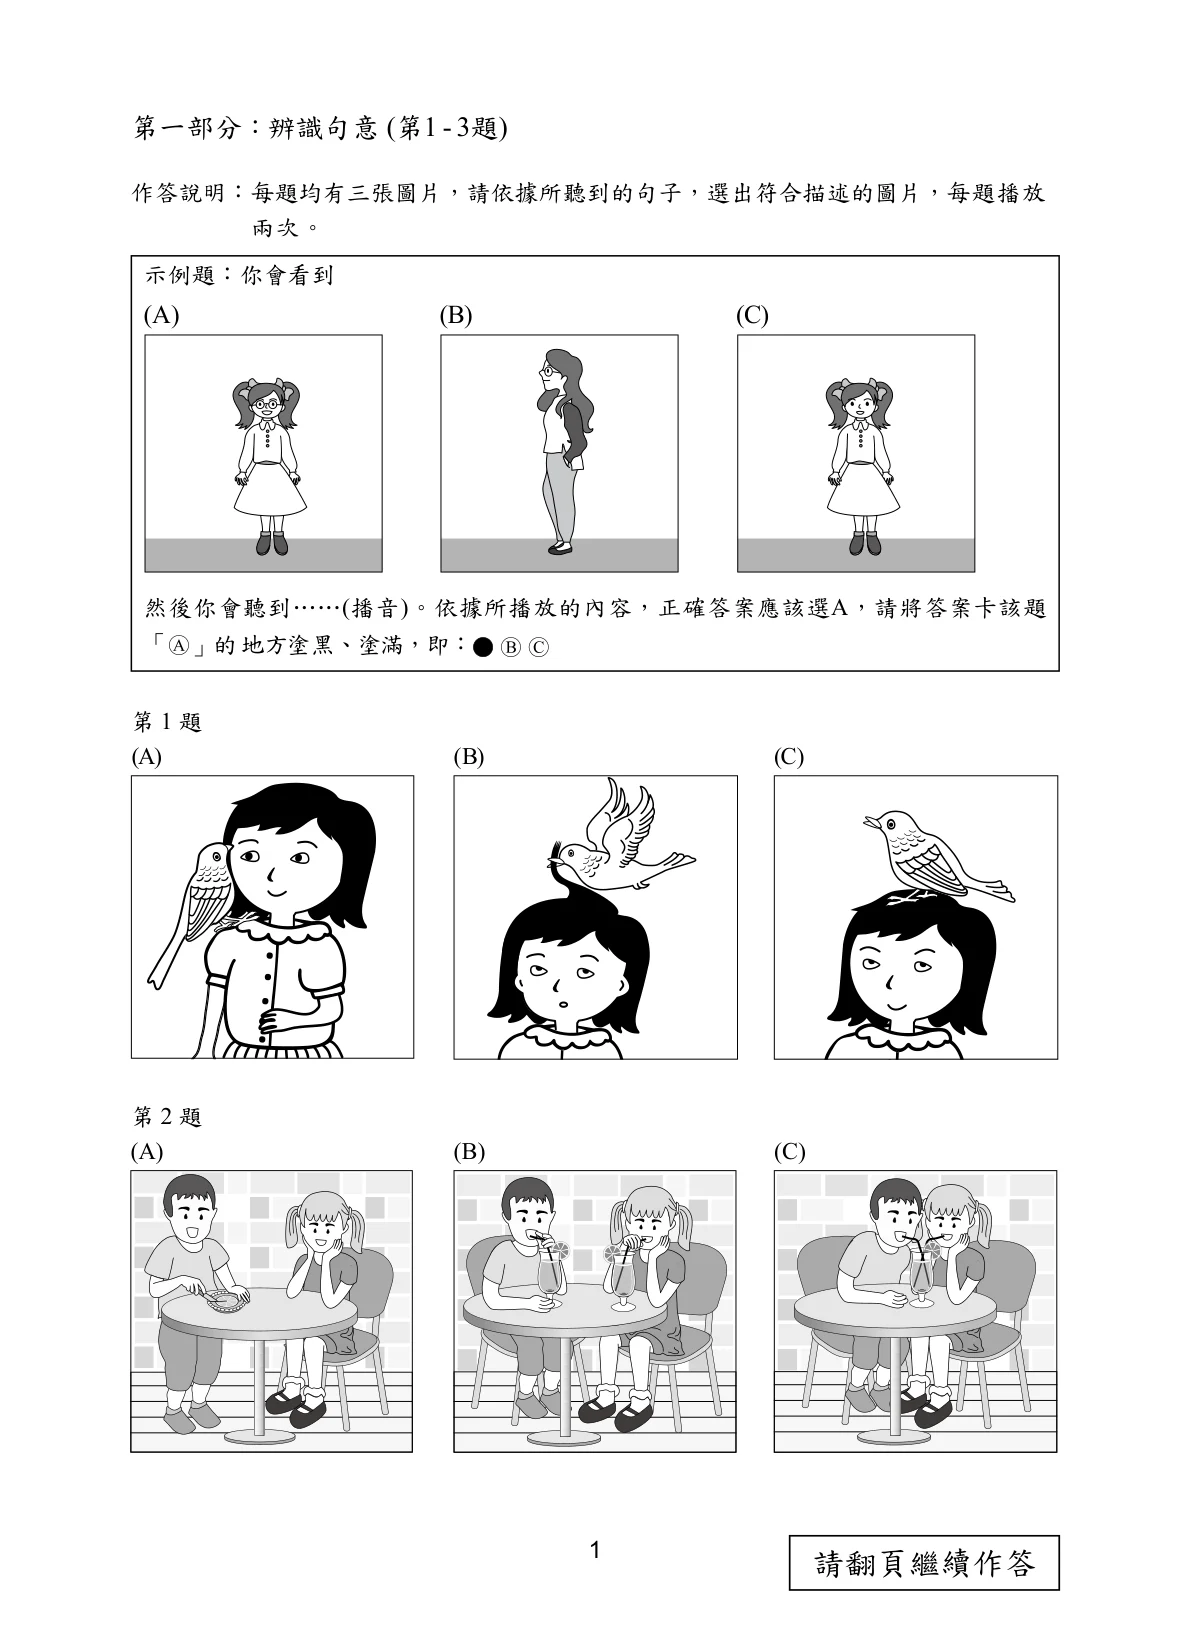 第一部分：辨識句意 (第1 - 3題)
作答說明：每題均有三張圖片，請依據所聽到的句子，選出符合描述的圖片，每題播放
兩次。
示例題：你會看到
(A) (B) (C)
然後你會聽到……(播音)。依據所播放的內容，正確答案應該選A，請將答案卡該題
「Ⓐ」的地方塗黑、塗滿，即：● Ⓑ Ⓒ
第 1 題
(A) (B) (C)
第 2 題
(A) (B) (C)
1
請翻頁繼續作答